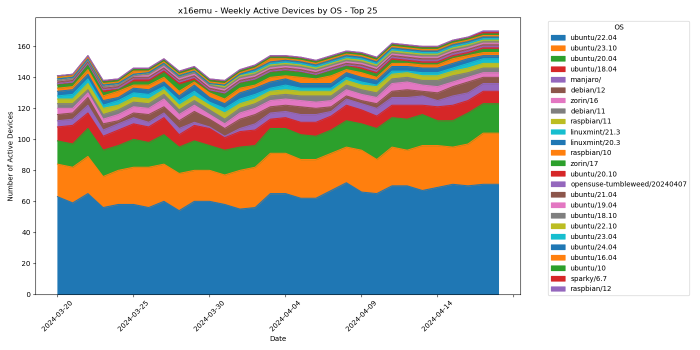 x16emu - Weekly Active Devices by OS - Top 25
Number of Active Devices
160
140
120
100
80
60
40
20
0
2024-03-20
2024-03-25
2024-03-30
2024-04-04
2024-04-09
2024-04-14
Date
OS
ubuntu/22.04
ubuntu/23.10
ubuntu/20.04
ubuntu/18.04
manjaro/
debian/12
zorin/16
debian/11
raspbian/11
linuxmint/21.3
linuxmint/20.3
raspbian/10
zorin/17
ubuntu/20.10
opensuse-tumbleweed/20240407
ubuntu/21.04
ubuntu/19.04
ubuntu/18.10
ubuntu/22.10
ubuntu/23.04
ubuntu/24.04
ubuntu/16.04
ubuntu/10
sparky/6.7
raspbian/12